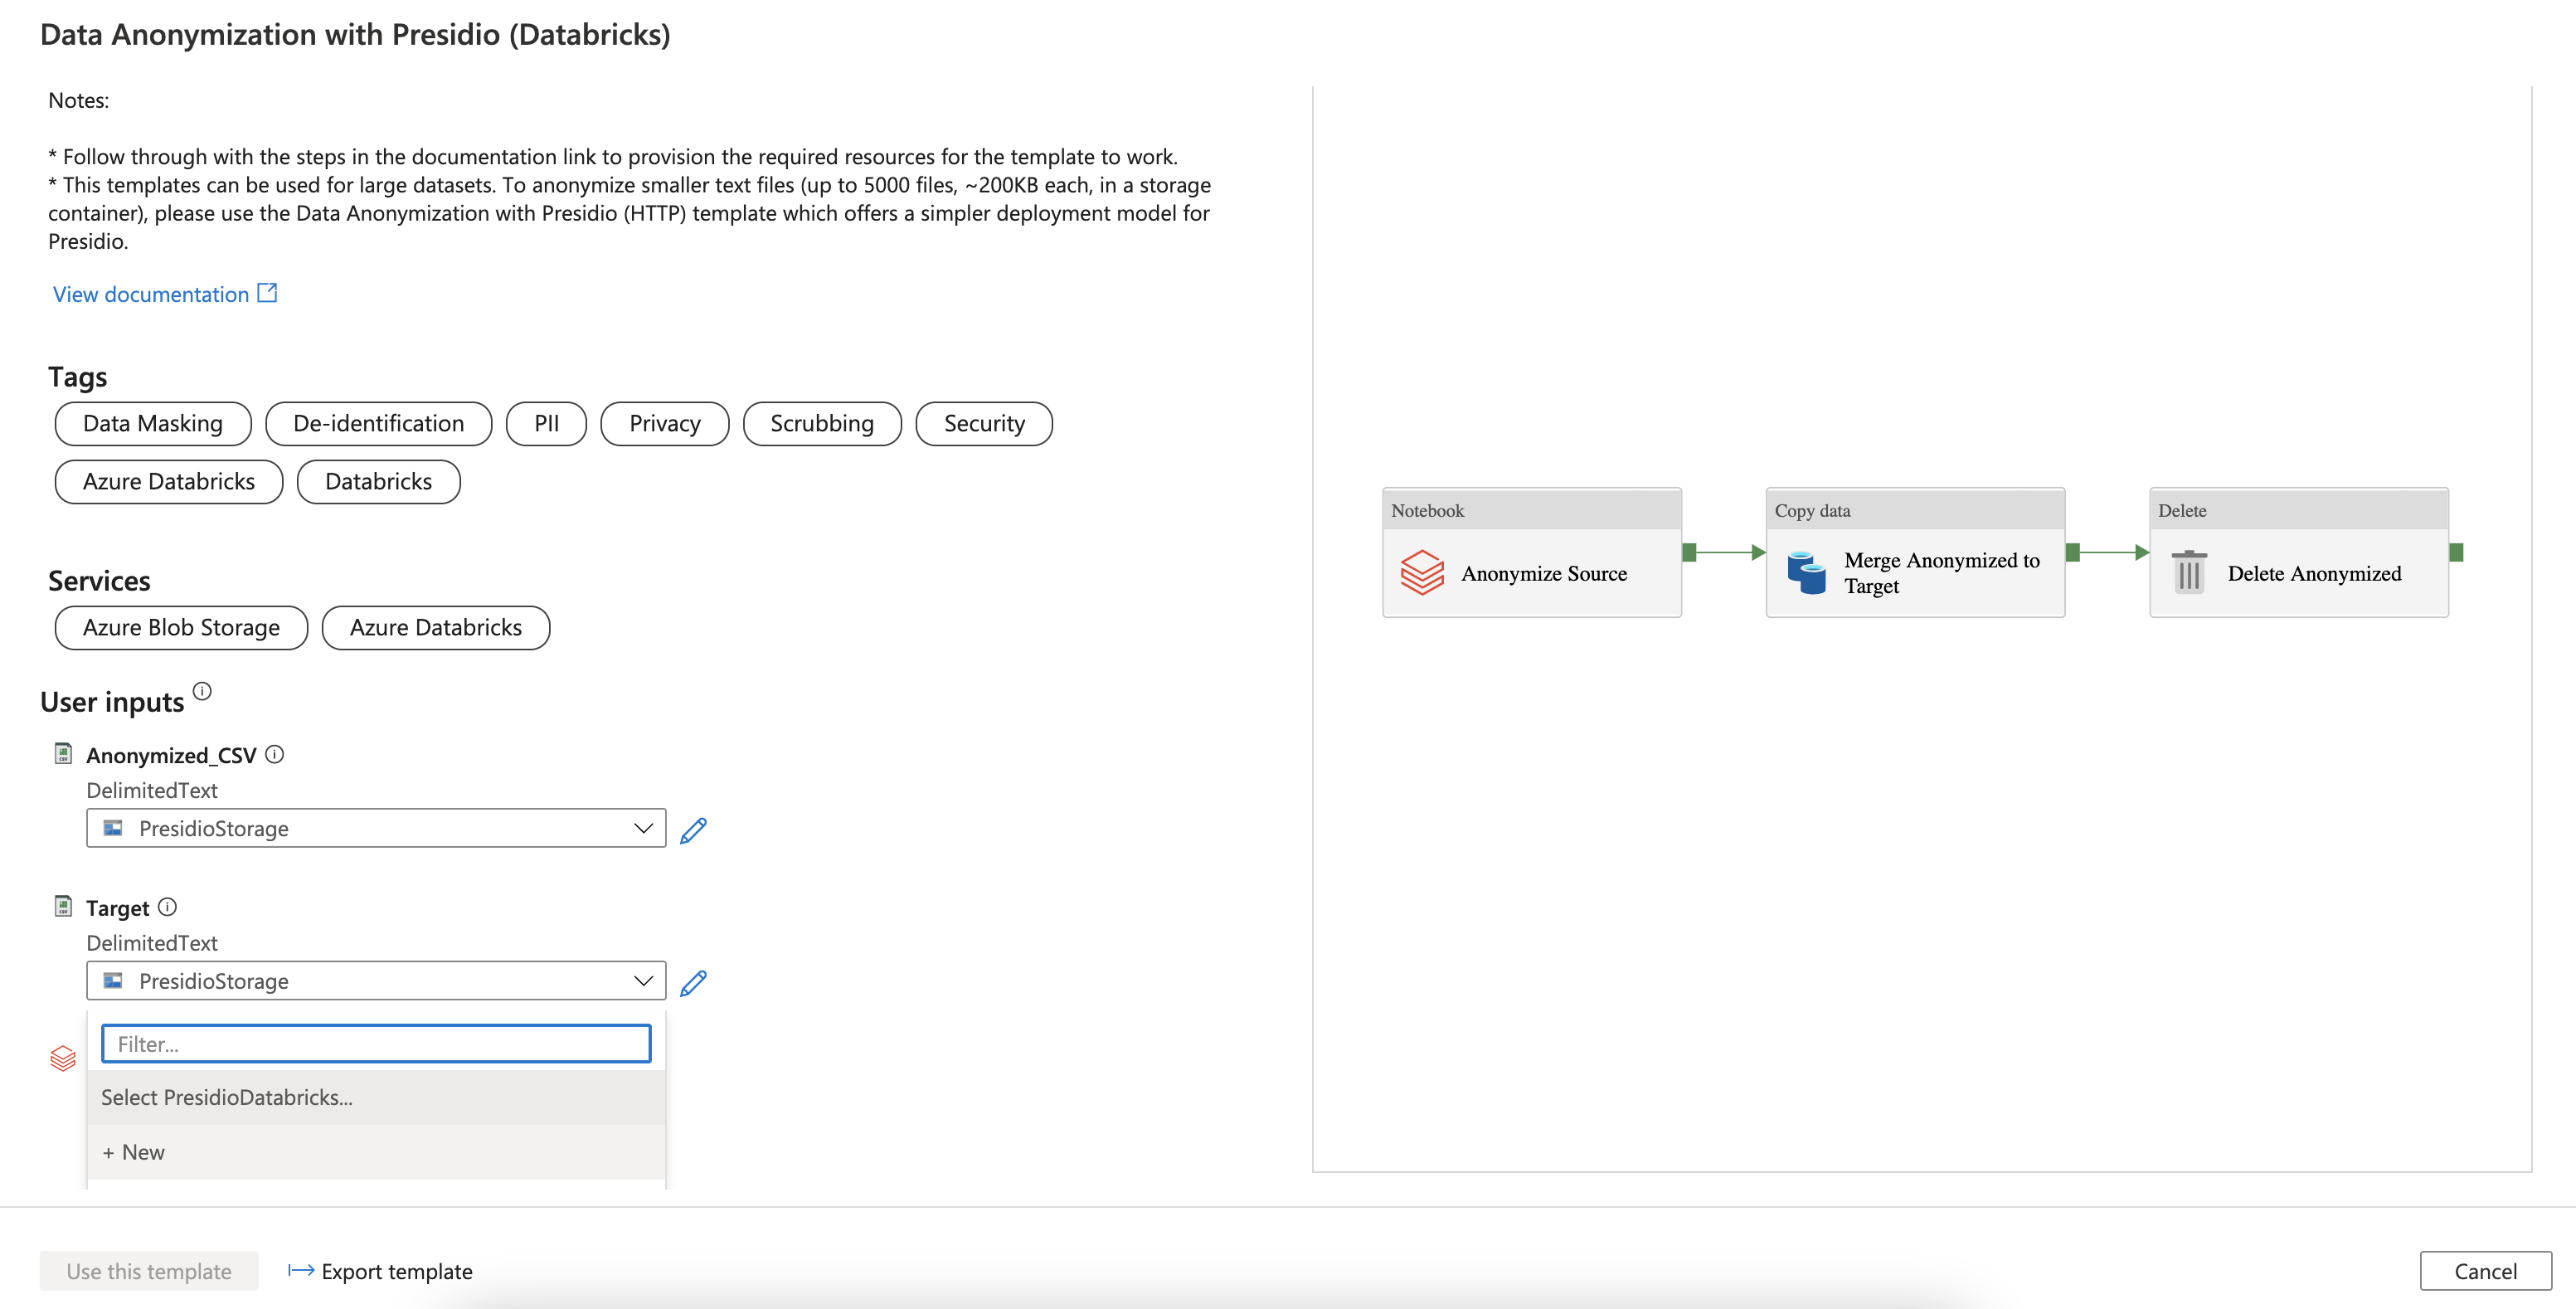 Data Anonymization with Presidio (Databricks)
Notes:
* Follow through with the steps in the documentation link to provision the required resources for the template to work.
* This templates can be used for large datasets. To anonymize smaller text files (up to 5000 files, ~200KB each, in a storage
container), please use the Data Anonymization with Presidio (HTTP) template which offers a simpler deployment model for
Presidio.
View documentation
Tags
Data Masking De-identification PII Privacy Scrubbing Security
Azure Databricks Databricks
Services
Azure Blob Storage Azure Databricks
User inputs
Anonymized_CSV
DelimitedText
PresidioStorage
Target
DelimitedText
PresidioStorage
Filter...
Select PresidioDatabricks...
+ New
Notebook
Anonymize Source
Copy data
Merge Anonymized to
Target
Delete
Delete Anonymized
Use this template
Export template
Cancel